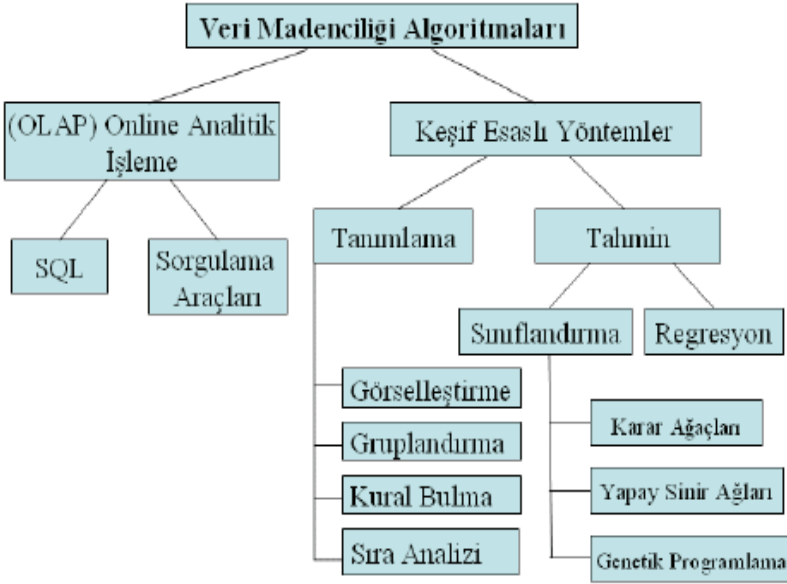 Veri Madenciliği Algoritmaları
(OLAP) Online Analitik
İşleme
Keşif Esaslı Yöntemler
SQL
Sorgulama
Araçları
Tanımlama
Tahmin
Sınıflandırma
Regresyon
Görselleştirme
Gruplandırma
Kural Bulma
Sıra Analizi
Karar Ağaçları
Yapay Sinir Ağları
Genetik Programlama